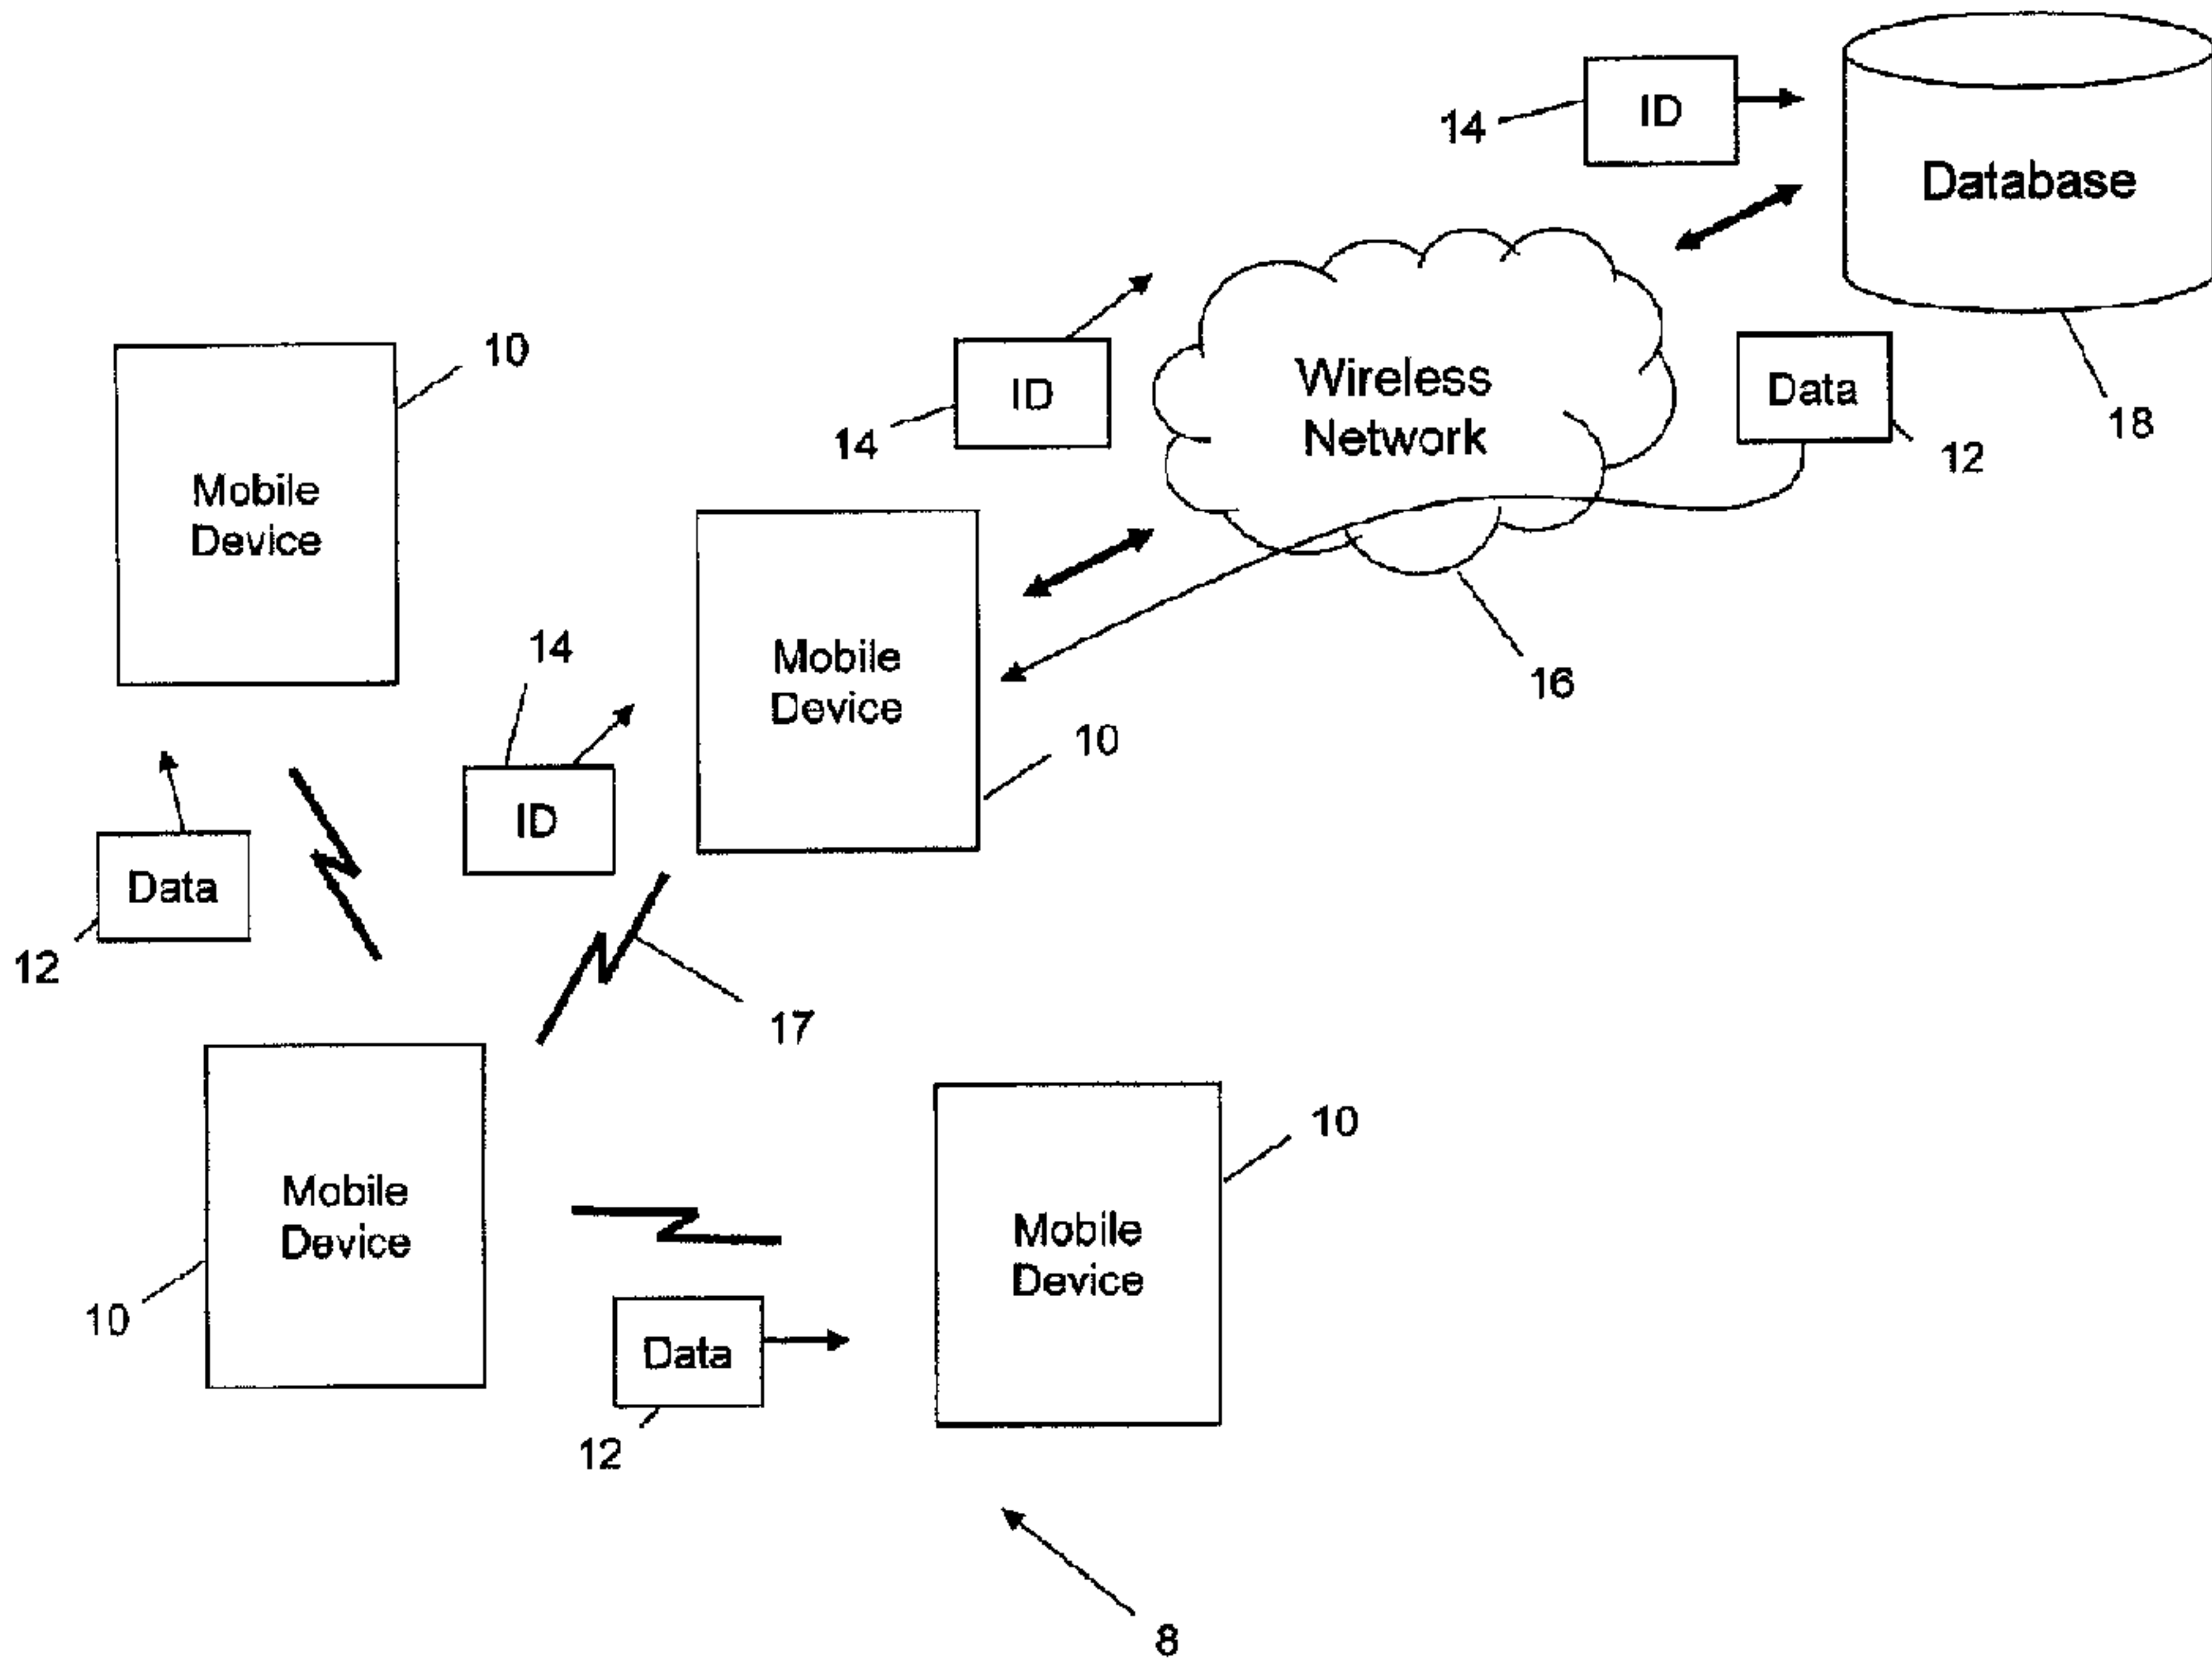 ID
14
Database
10
ID
Wireless
Network
Data
14
18
12
Mobile
Device
14
Mobile
Device
16
10
ID
Data
12
17
10
Mobile
Device
Mobile
Device
10
Data
12
8